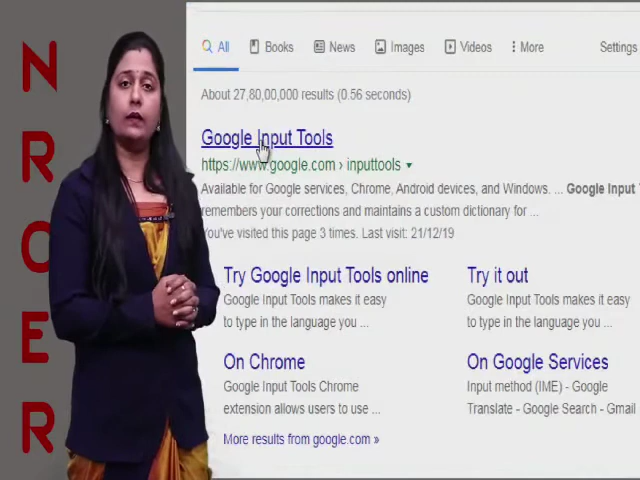 N
R
O
E
R
All Books News Images Videos More Settings
About 27,80,00,000 results (0.56 seconds)
Google Input Tools
https://www.google.com › inputtools
Available for Google services, Chrome, Android devices, and Windows. ... Google Input
remembers your corrections and maintains a custom dictionary for ...
You've visited this page 3 times. Last visit: 21/12/19
Try Google Input Tools online
Google Input Tools makes it easy
to type in the language you ...
Try it out
Google Input Tools makes it easy
to type in the language you ...
On Chrome
Google Input Tools Chrome
extension allows users to use ...
On Google Services
Input method (IME) - Google
Translate - Google Search - Gmail
More results from google.com »